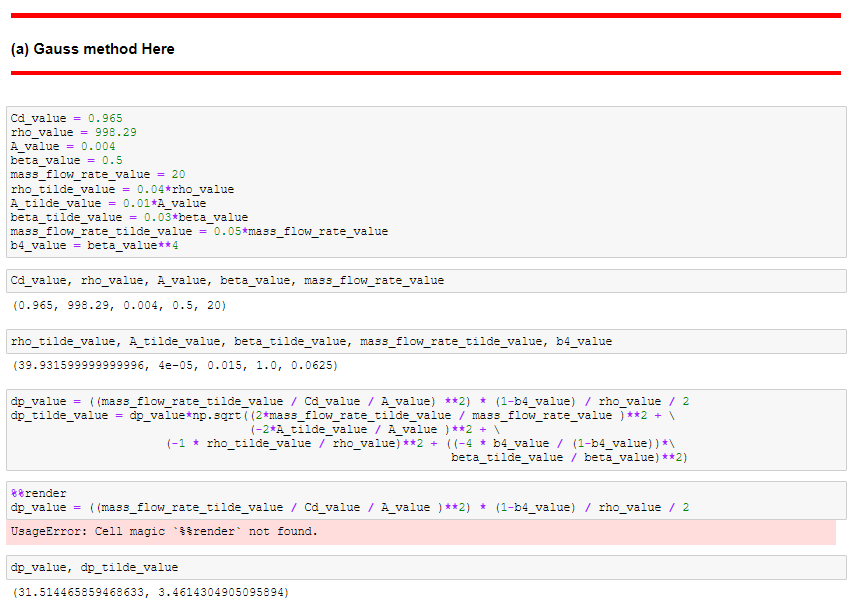 (a) Gauss method Here
Cd_value = 0.965
rho_value = 998.29
A_value = 0.004
beta_value = 0.5
mass_flow_rate_value = 20
rho_tilde_value = 0.04*rho_value
A_tilde_value = 0.01*A_value
beta_tilde_value = 0.03*beta_value
mass_flow_rate_tilde_value = 0.05*mass_flow_rate_value
b4_value = beta_value**4
Cd_value, rho_value, A_value, beta_value, mass_flow_rate_value
(0.965, 998.29, 0.004, 0.5, 20)
rho_tilde_value, A_tilde_value, beta_tilde_value, mass_flow_rate_tilde_value, b4_value
(39.931599999999996, 4e-05, 0.015, 1.0, 0.0625)
dp_value = ((mass_flow_rate_tilde_value / Cd_value / A_value) **2) * (1-b4_value) / rho_value / 2
dp_tilde_value = dp_value*np.sqrt((2*mass_flow_rate_tilde_value / mass_flow_rate_value )**2 + \
(-2*A_tilde_value / A_value )**2 + \
(-1 * rho_tilde_value / rho_value)**2 + ((-4 * b4_value / (1-b4_value))*\
beta_tilde_value / beta_value)**2)
%%render
dp_value = ((mass_flow_rate_tilde_value / Cd_value / A_value )**2) * (1-b4_value) / rho_value / 2
UsageError: Cell magic `%%render` not found.
dp_value, dp_tilde_value
(31.514465859468633, 3.4614304905095894)